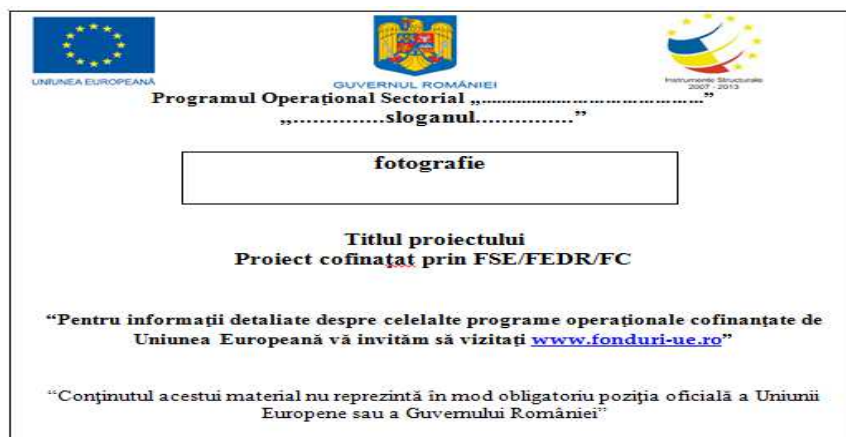 UNIUNEA EUROPEANĂ
GUVERNUL ROMÂNIEI
Instrumente Structurale
2007 - 2013
Programul Operaţional Sectorial „..........................................”
„..............sloganul...............”
fotografie
Titlul proiectului
Proiect cofinaţat prin FSE/FEDR/FC
“Pentru informaţii detaliate despre celelalte programe operaţionale cofinanţate de
Uniunea Europeană vă invităm să vizitaţi www.fonduri-ue.ro”
“Conţinutul acestui material nu reprezintă în mod obligatoriu poziţia oficială a Uniunii
Europene sau a Guvernului României”